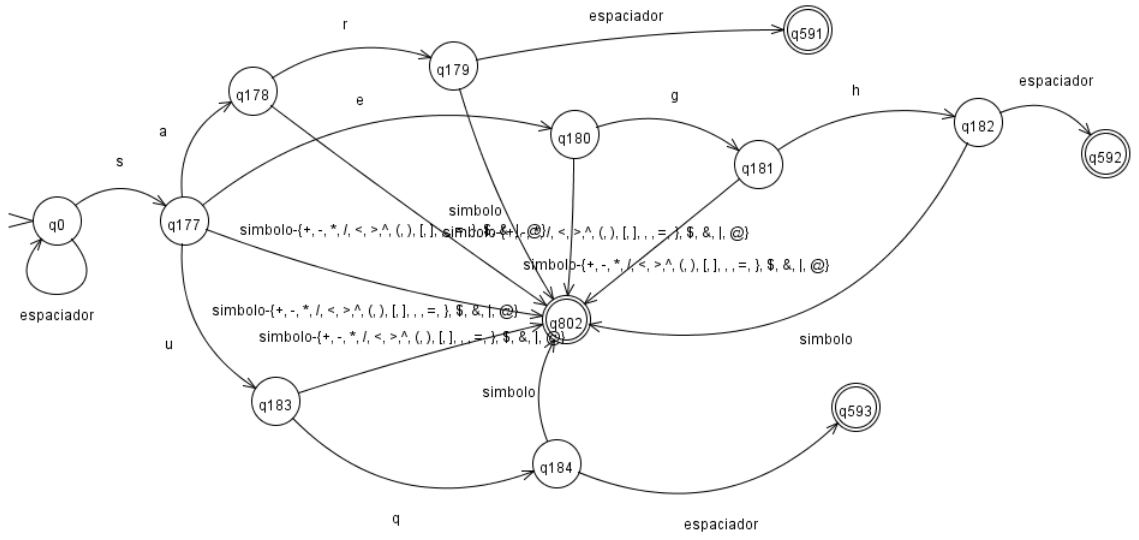 r
espaciador
q591
q179
q178
espaciador
e
g
h
a
q180
q182
q592
s
q181
q0
q177
simbolo
simbolo-{+, -, *, /, <, >,^, (, ), [, ], , , =, }, $, &, |, @}
simbolo-{+, -, *, /, <, >,^, (, ), [, ], , , =, }, $, &, |, @}
simbolo-{+, -, *, /, <, >,^, (, ), [, ], , , =, }, $, &, |, @}
espaciador
simbolo-{+, -, *, /, <, >,^, (, ), [, ], , , =, }, $, &, |, @}
q802
simbolo-{+, -, *, /, <, >,^, (, ), [, ], , , =, }, $, &, |, @}
simbolo
u
simbolo
q183
q593
q184
q
espaciador